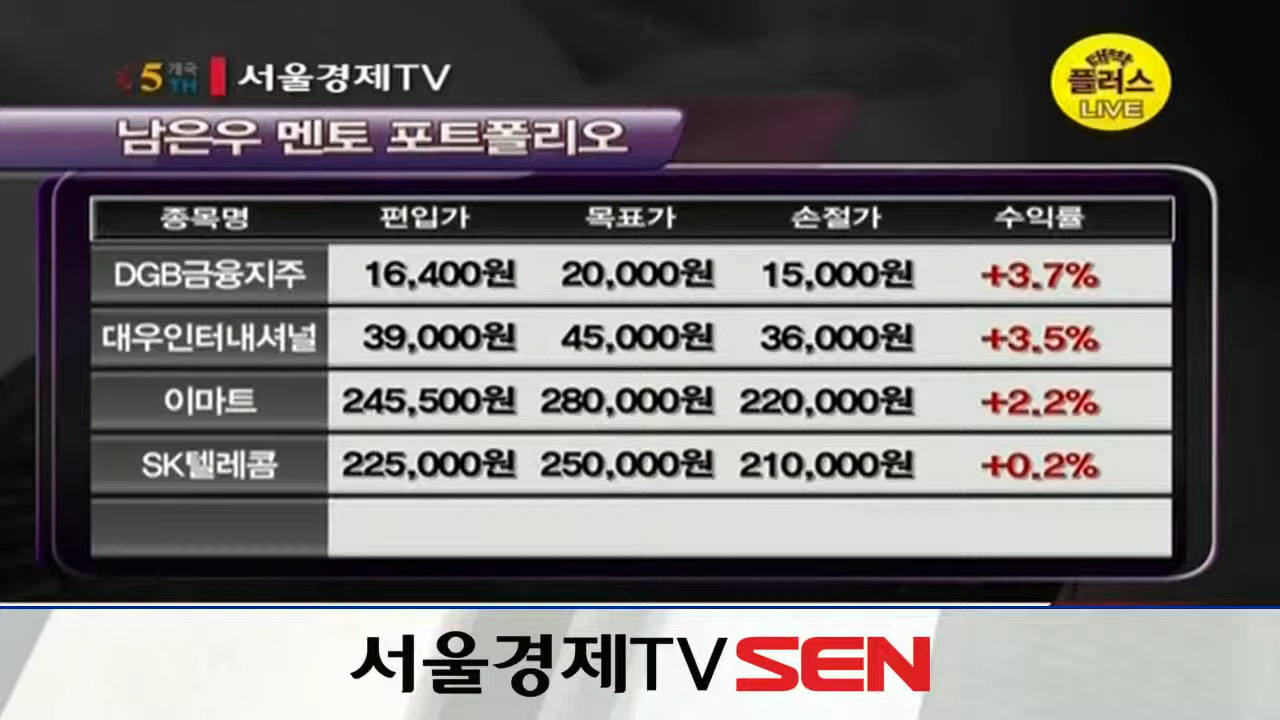 5 개국 TH 서울경제TV
대박 플러스 LIVE
남은우 멘토 포트폴리오
종목명 편입가 목표가 손절가 수익률
DGB금융지주 16,400원 20,000원 15,000원 +3.7%
대우인터내셔널 39,000원 45,000원 36,000원 +3.5%
이마트 245,500원 280,000원 220,000원 +2.2%
SK텔레콤 225,000원 250,000원 210,000원 +0.2%
서울경제TV SEN